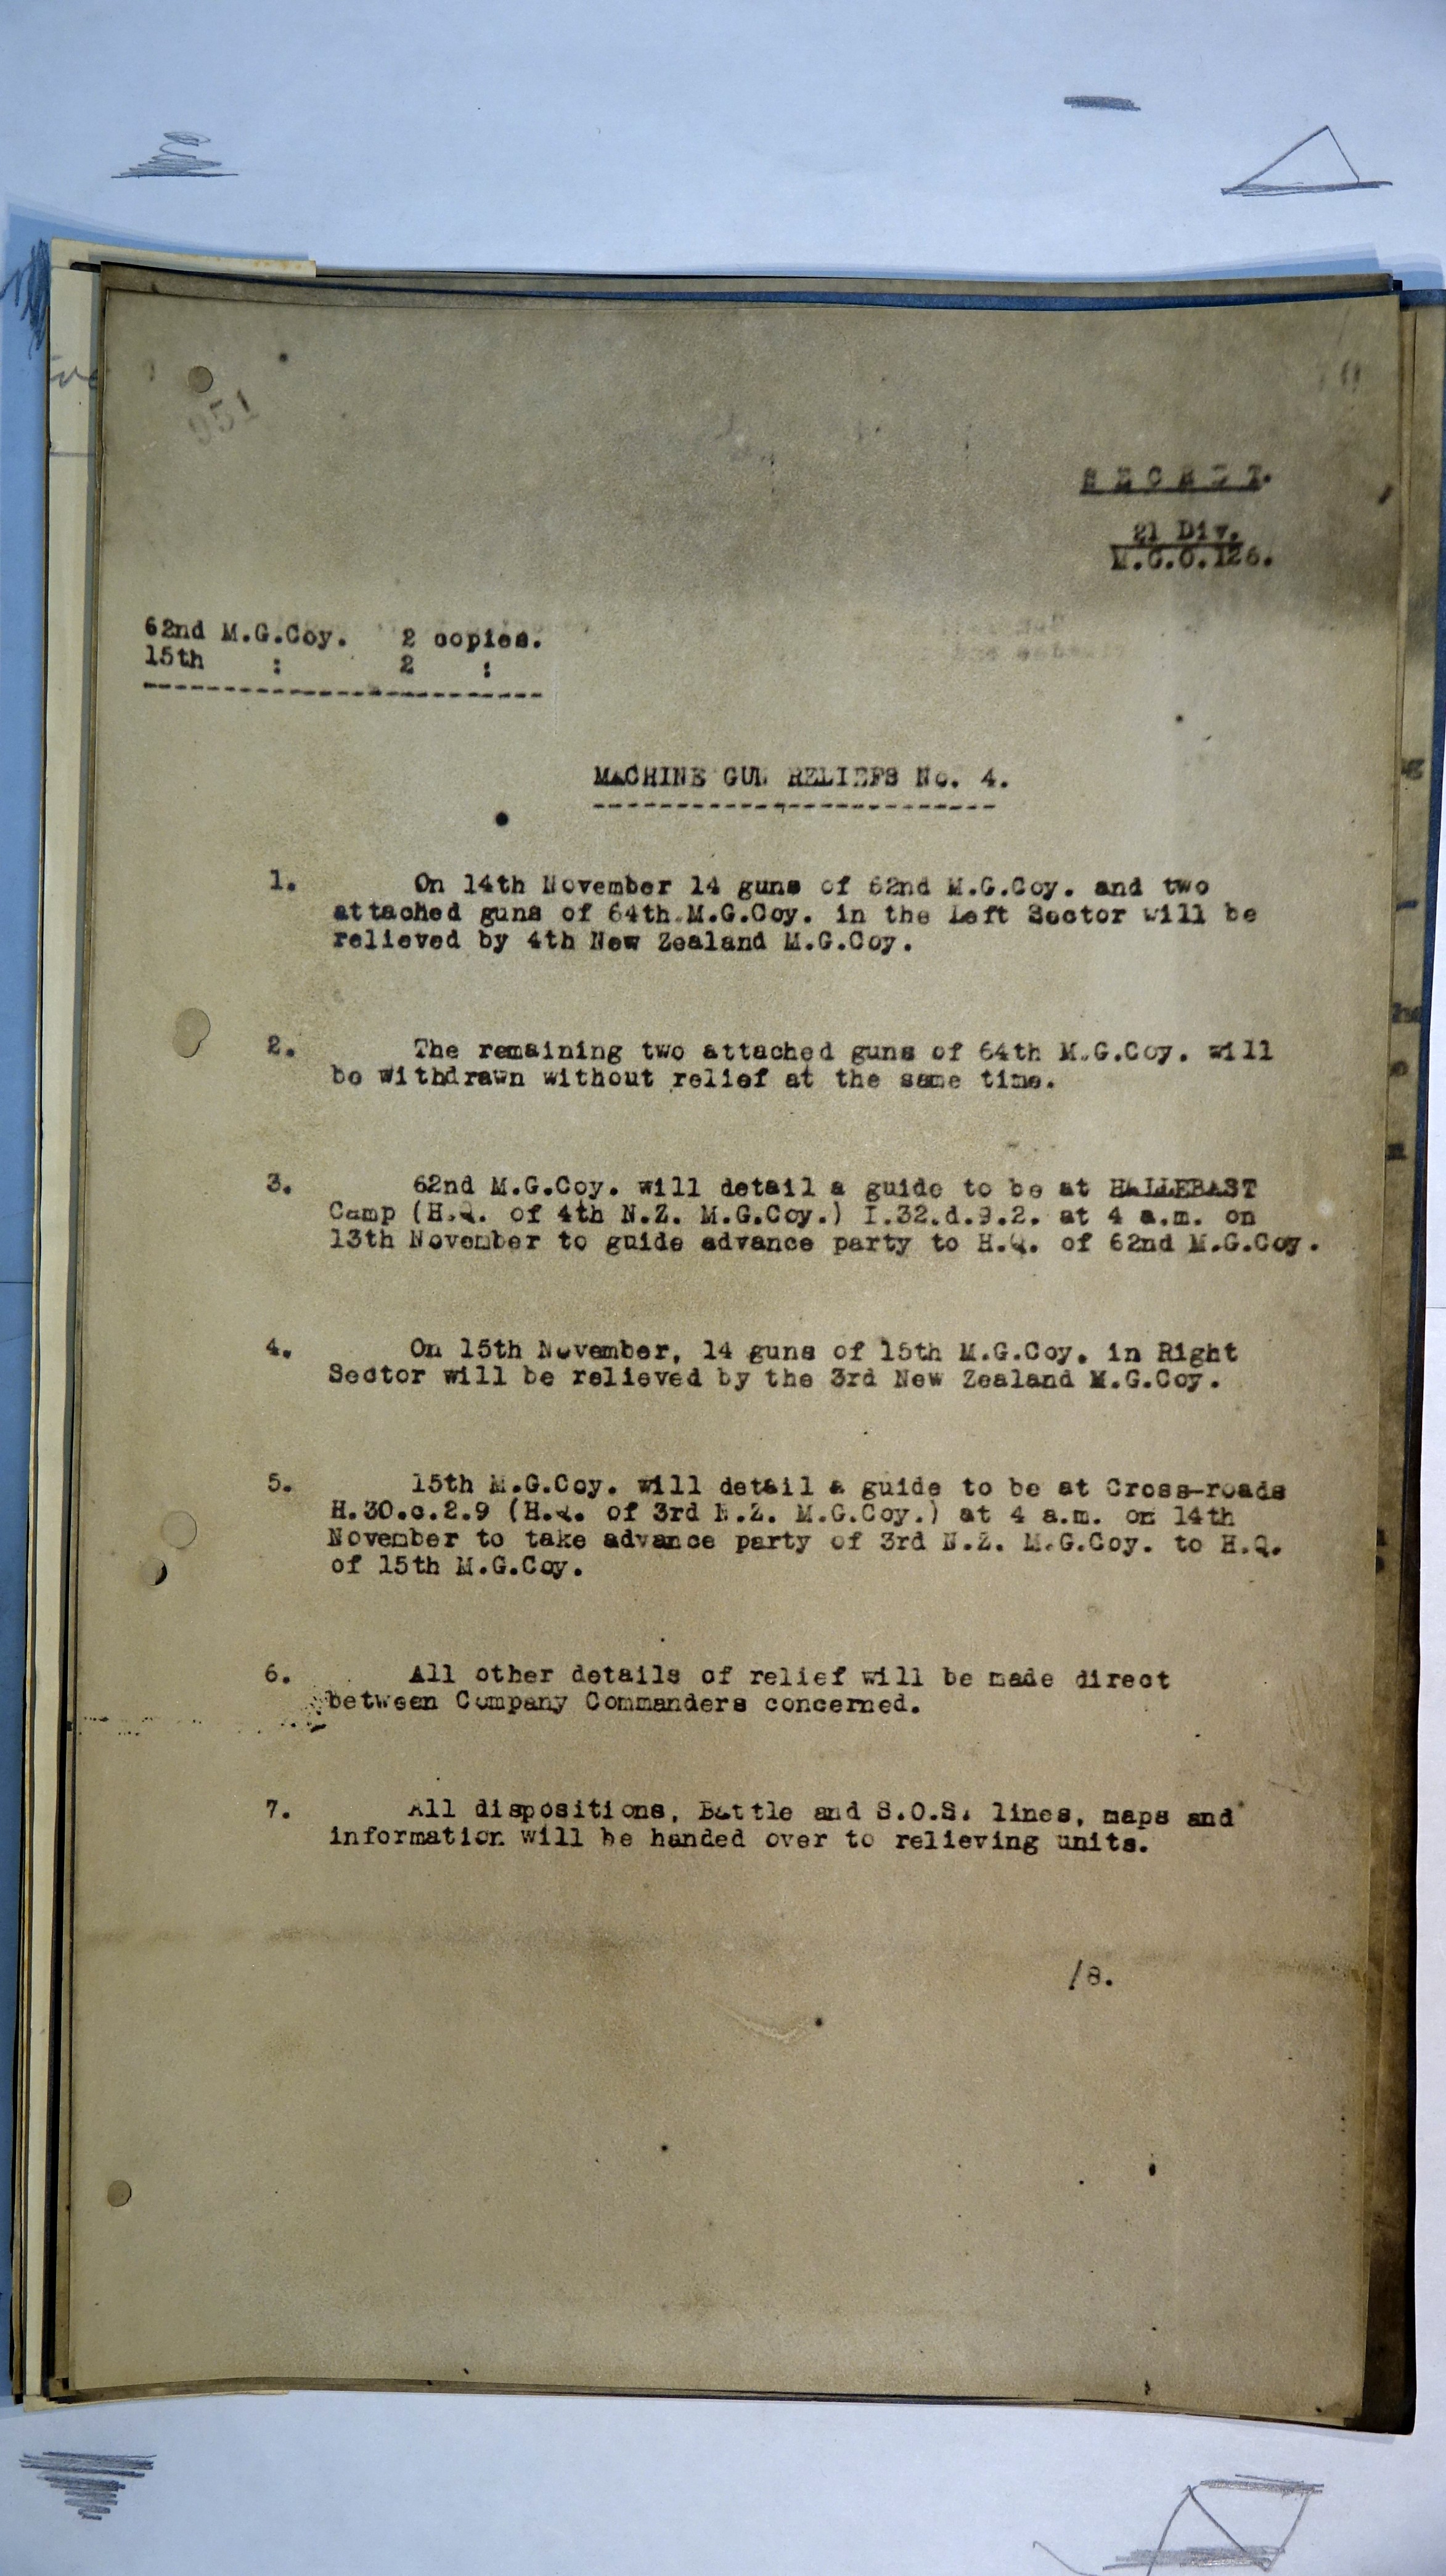 951
SECRET.
21 Div.
M.G.O.126.
62nd M.G.Coy. 2 copies.
15th : 2 :
MACHINE GUN RELIEFS No. 4.
1. On 14th November 14 guns of 62nd M.G.Coy. and two
attached guns of 64th M.G.Coy. in the Left Sector will be
relieved by 4th New Zealand M.G.Coy.
2. The remaining two attached guns of 64th M.G.Coy. will
be withdrawn without relief at the same time.
3. 62nd M.G.Coy. will detail a guide to be at HALLEBAST
Camp (H.Q. of 4th N.Z. M.G.Coy.) I.32.d.9.2. at 4 a.m. on
13th November to guide advance party to H.Q. of 62nd M.G.Coy.
4. On 15th November, 14 guns of 15th M.G.Coy. in Right
Sector will be relieved by the 3rd New Zealand M.G.Coy.
5. 15th M.G.Coy. will detail a guide to be at Cross-roads
H.30.c.2.9 (H.Q. of 3rd N.Z. M.G.Coy.) at 4 a.m. on 14th
November to take advance party of 3rd N.Z. M.G.Coy. to H.Q.
of 15th M.G.Coy.
6. All other details of relief will be made direct
between Company Commanders concerned.
7. All dispositions, Battle and S.O.S. lines, maps and
information will be handed over to relieving units.
/8.